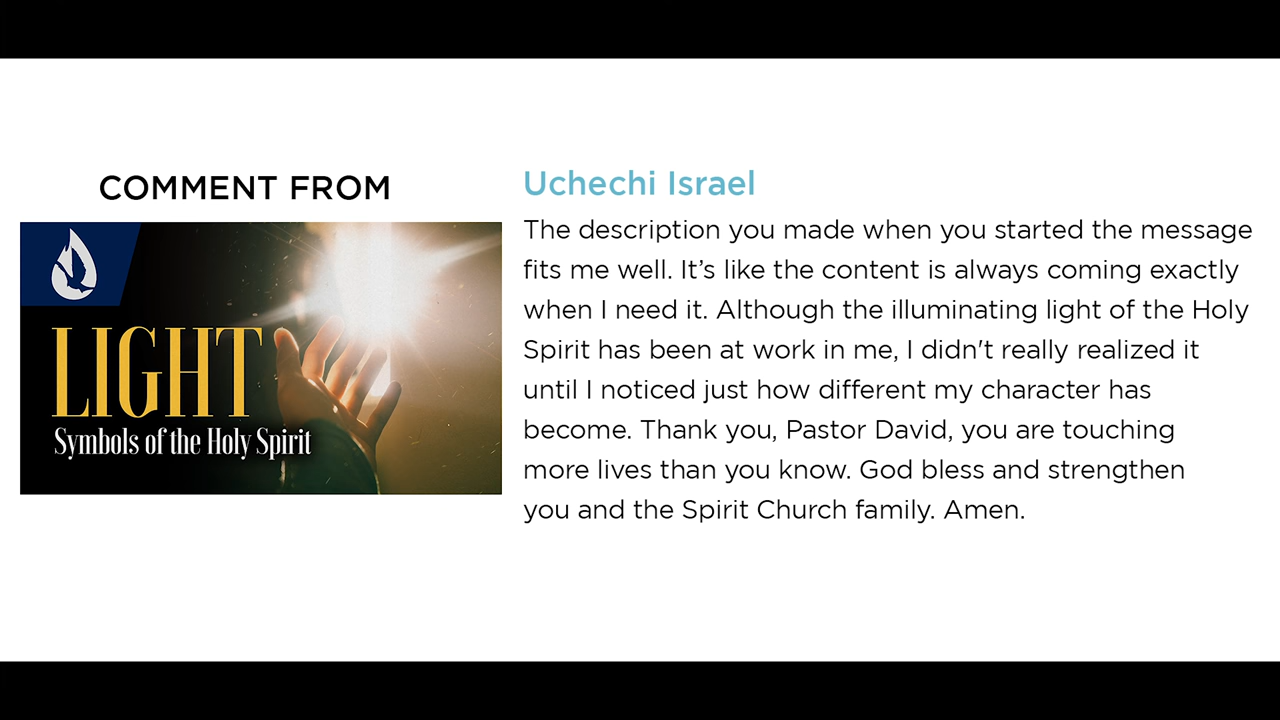 COMMENT FROM
LIGHT
Symbols of the Holy Spirit
Uchechi Israel
The description you made when you started the message
fits me well. It’s like the content is always coming exactly
when I need it. Although the illuminating light of the Holy
Spirit has been at work in me, I didn't really realized it
until I noticed just how different my character has
become. Thank you, Pastor David, you are touching
more lives than you know. God bless and strengthen
you and the Spirit Church family. Amen.